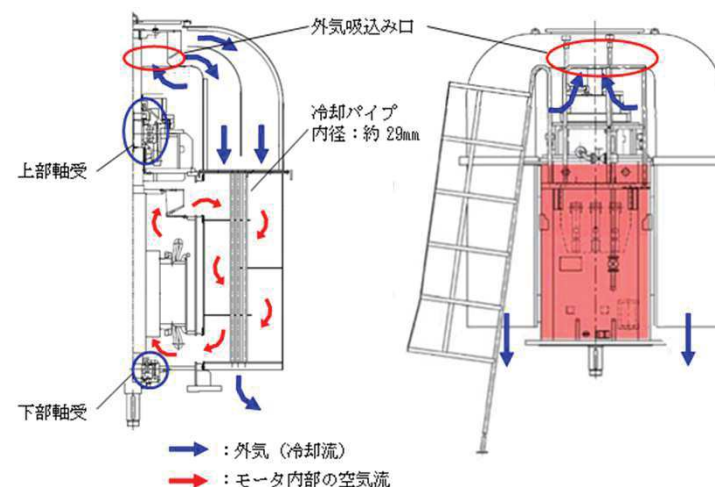 外気吸込み口
冷却パイプ
内径:約 29mm
上部軸受
下部軸受
:外気(冷却流)
:モータ内部の空気流